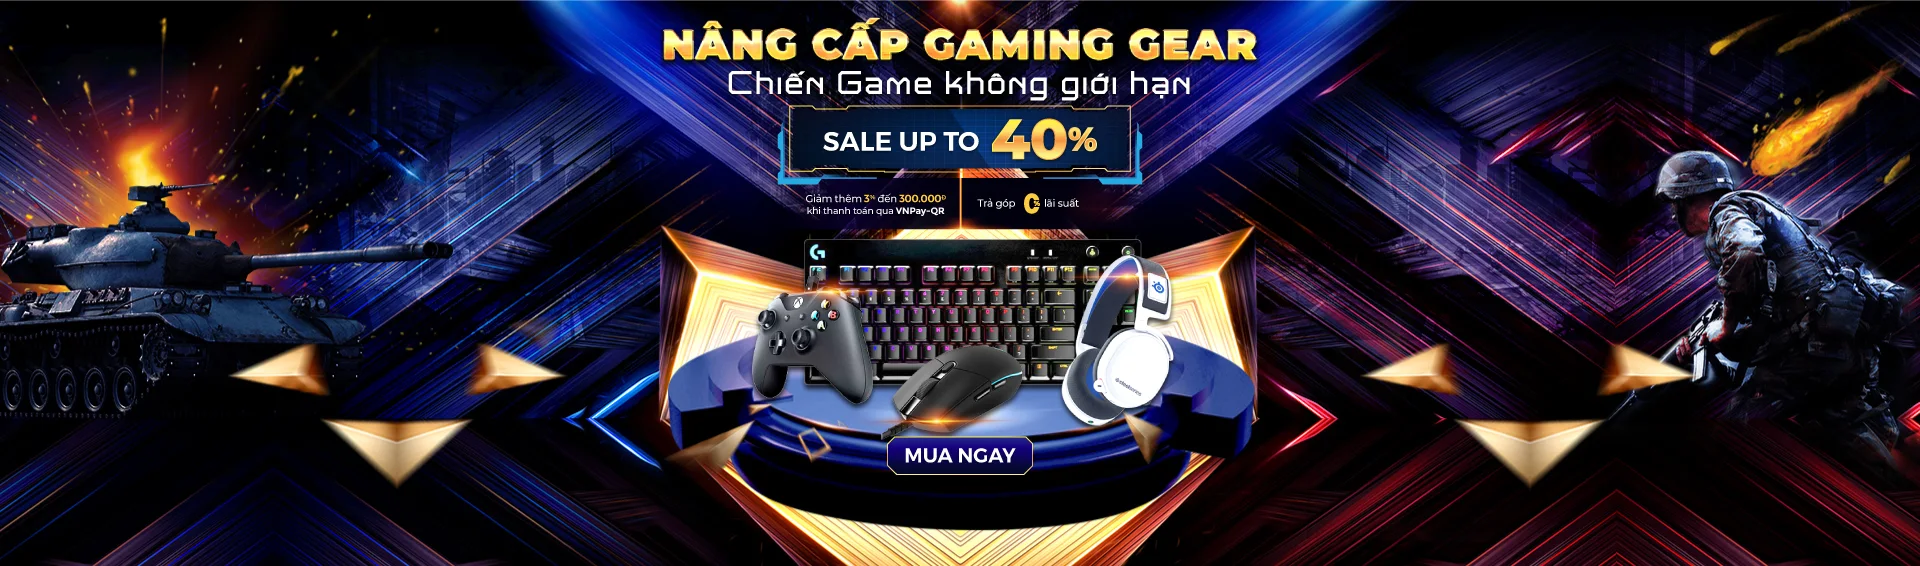 NÂNG CẤP GAMING GEAR
Chiến Game không giới hạn
SALE UP TO 40%
Giảm thêm 3% đến 300.000Đ
khi thanh toán qua VNPay-QR
Trả góp 0% lãi suất
steelseries
MUA NGAY